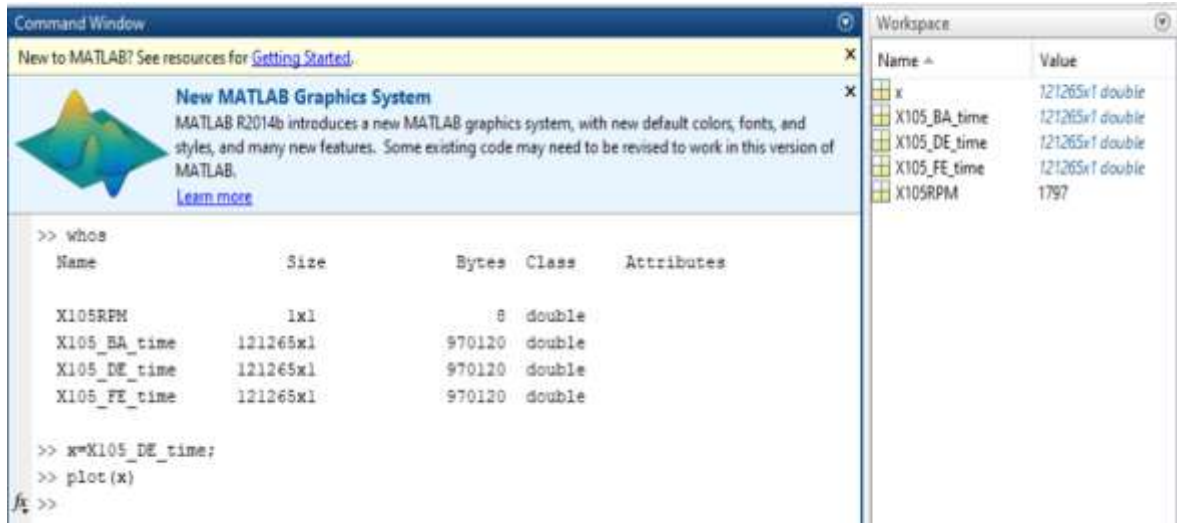 Command Window
New to MATLAB? See resources for Getting Started.
New MATLAB Graphics System
MATLAB R2014b introduces a new MATLAB graphics system, with new default colors, fonts, and
styles, and many new features. Some existing code may need to be revised to work in this version of
MATLAB.
Learn more
>> whos
Name Size Bytes Class Attributes
X105RPM 1x1 8 double
X105_BA_time 121265x1 970120 double
X105_DE_time 121265x1 970120 double
X105_FE_time 121265x1 970120 double
>> x=X105_DE_time;
>> plot(x)
fx >>
Workspace
Name Value
x 121265x1 double
X105_BA_time 121265x1 double
X105_DE_time 121265x1 double
X105_FE_time 121265x1 double
X105RPM 1797